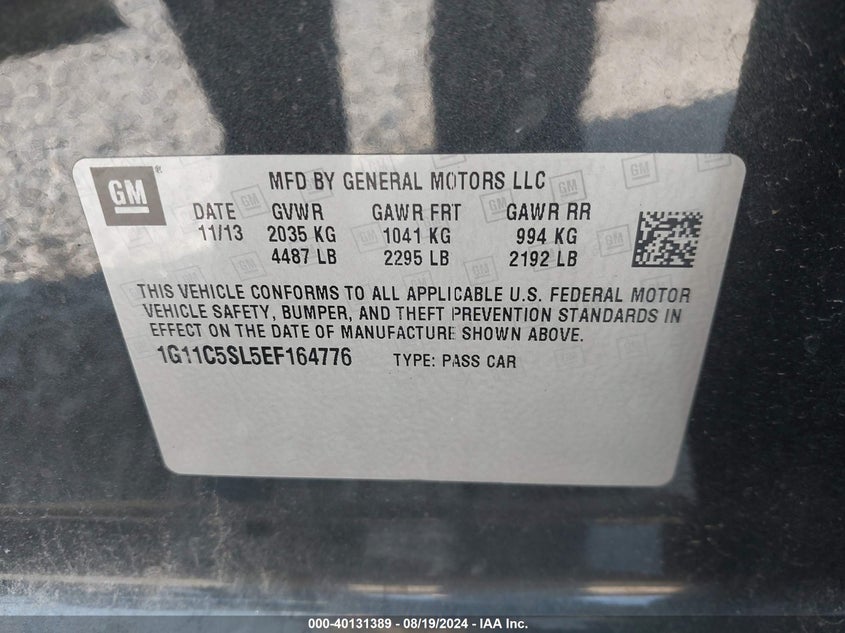 GM ®
MFD BY GENERAL MOTORS LLC
DATE GVWR GAWR FRT GAWR RR
11/13 2035 KG 1041 KG 994 KG
4487 LB 2295 LB 2192 LB
THIS VEHICLE CONFORMS TO ALL APPLICABLE U.S. FEDERAL MOTOR
VEHICLE SAFETY, BUMPER, AND THEFT PREVENTION STANDARDS IN
EFFECT ON THE DATE OF MANUFACTURE SHOWN ABOVE.
1G11C5SL5EF164776 TYPE: PASS CAR
000-40131389 - 08/19/2024 - IAA Inc.